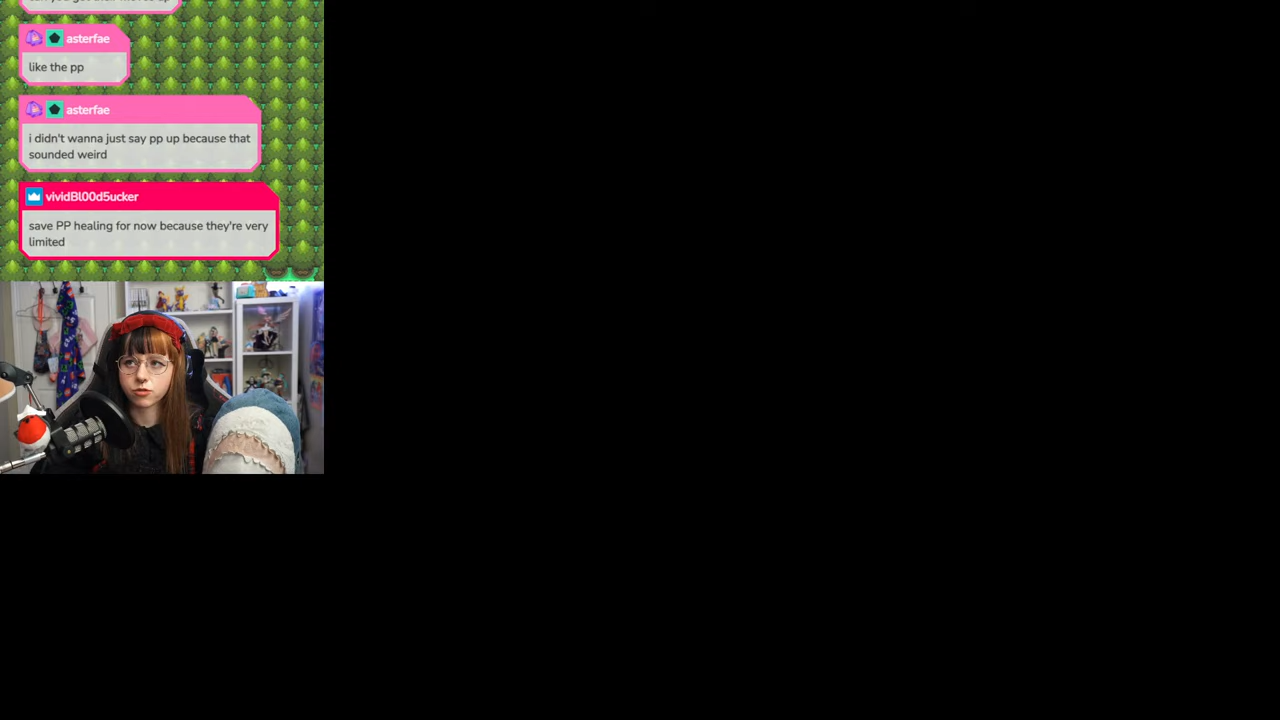 asterfae
like the pp
asterfae
i didn't wanna just say pp up because that
sounded weird
vividBl00d5ucker
save PP healing for now because they're very
limited